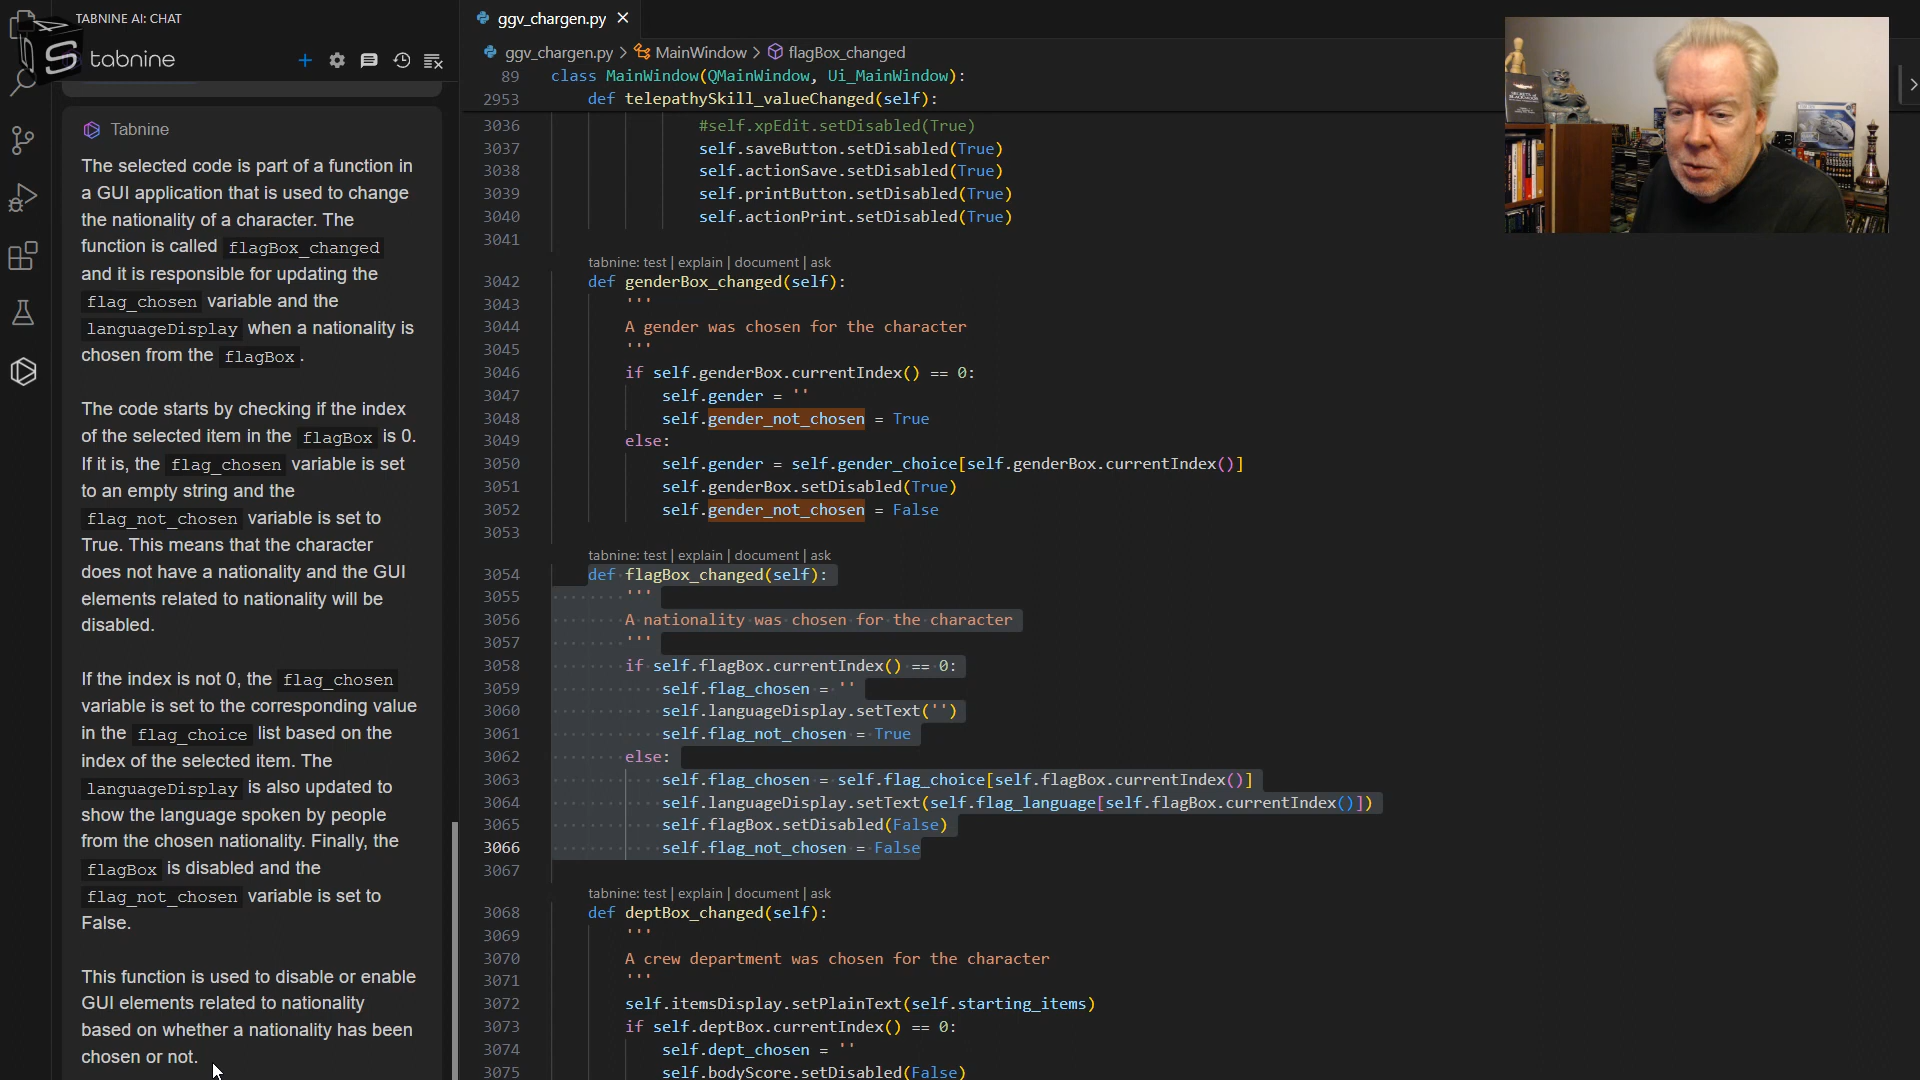 TABNINE AI: CHAT
S
tabnine
Tabnine
The selected code is part of a function in
a GUI application that is used to change
the nationality of a character. The
function is called flagBox_changed
and it is responsible for updating the
flag_chosen variable and the
languageDisplay when a nationality is
chosen from the flagBox.
The code starts by checking if the index
of the selected item in the flagBox is 0.
If it is, the flag_chosen variable is set
to an empty string and the
flag_not_chosen variable is set to
True. This means that the character
does not have a nationality and the GUI
elements related to nationality will be
disabled.
If the index is not 0, the flag_chosen
variable is set to the corresponding value
in the flag_choice list based on the
index of the selected item. The
languageDisplay is also updated to
show the language spoken by people
from the chosen nationality. Finally, the
flagBox is disabled and the
flag_not_chosen variable is set to
False.
This function is used to disable or enable
GUI elements related to nationality
based on whether a nationality has been
chosen or not.
ggv_chargen.py
ggv_chargen.py > MainWindow > flagBox_changed
89 class MainWindow(QMainWindow, Ui_MainWindow):
2953 def telepathySkill_valueChanged(self):
3036 #self.xpEdit.setDisabled(True)
3037 self.saveButton.setDisabled(True)
3038 self.actionSave.setDisabled(True)
3039 self.printButton.setDisabled(True)
3040 self.actionPrint.setDisabled(True)
3041
tabnine: test | explain | document | ask
3042 def genderBox_changed(self):
3043 '''
3044 A gender was chosen for the character
3045 '''
3046 if self.genderBox.currentIndex() == 0:
3047 self.gender = ''
3048 self.gender_not_chosen = True
3049 else:
3050 self.gender = self.gender_choice[self.genderBox.currentIndex()]
3051 self.genderBox.setDisabled(True)
3052 self.gender_not_chosen = False
3053
tabnine: test | explain | document | ask
3054 def flagBox_changed(self):
3055 '''
3056 A nationality was chosen for the character
3057 '''
3058 if self.flagBox.currentIndex() == 0:
3059 self.flag_chosen = ''
3060 self.languageDisplay.setText('')
3061 self.flag_not_chosen = True
3062 else:
3063 self.flag_chosen = self.flag_choice[self.flagBox.currentIndex()]
3064 self.languageDisplay.setText(self.flag_language[self.flagBox.currentIndex()])
3065 self.flagBox.setDisabled(False)
3066 self.flag_not_chosen = False
3067
tabnine: test | explain | document | ask
3068 def deptBox_changed(self):
3069 '''
3070 A crew department was chosen for the character
3071 '''
3072 self.itemsDisplay.setPlainText(self.starting_items)
3073 if self.deptBox.currentIndex() == 0:
3074 self.dept_chosen = ''
3075 self.bodyScore.setDisabled(False)